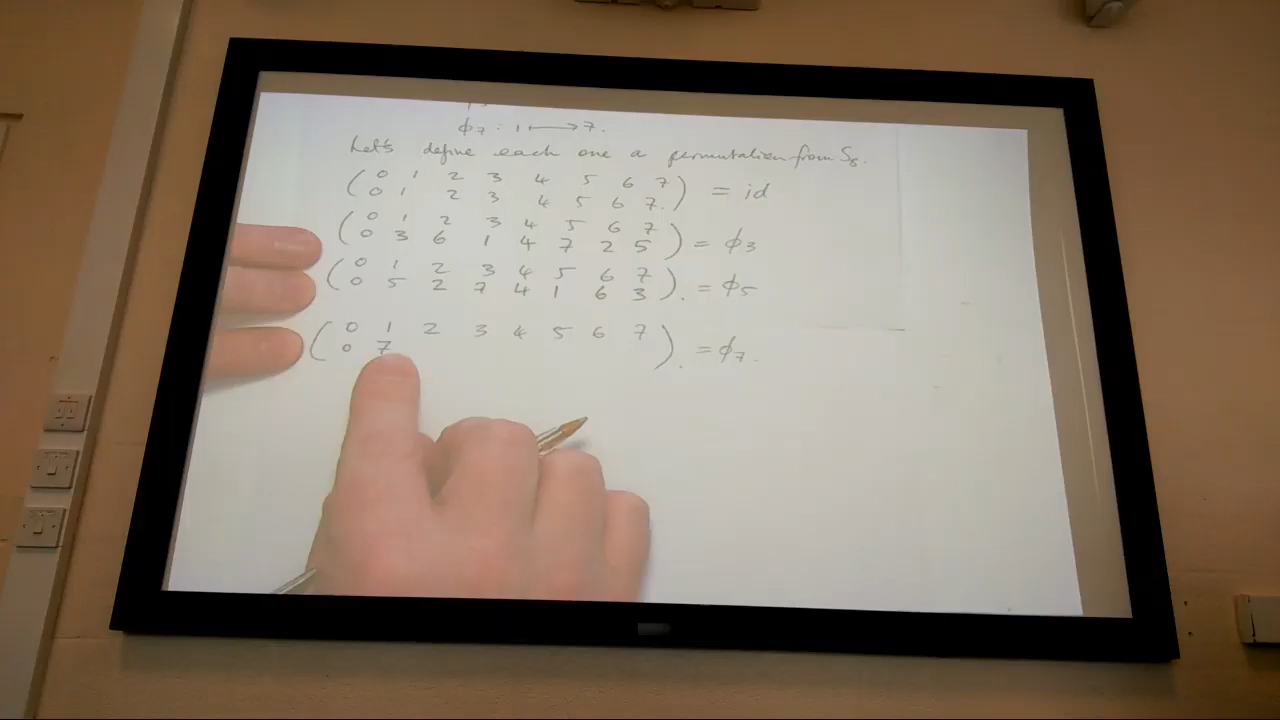 ϕ₇ : 1 ⟼ 7.
Let's define each one a permutation from S₈.
( 0 1 2 3 4 5 6 7
0 1 2 3 4 5 6 7. ) = id
( 0 1 2 3 4 5 6 7
0 3 6 1 4 7 2 5 ) = ϕ₃
( 0 1 2 3 4 5 6 7
0 5 2 7 4 1 6 3 ). = ϕ₅
( 0 1 2 3 4 5 6 7
0 7 ). = ϕ₇.